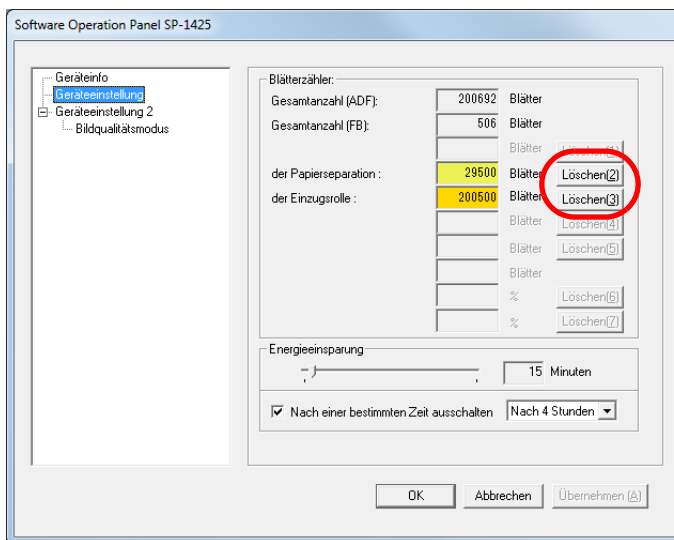 Software Operation Panel SP-1425
Geräteinfo
Geräteeinstellung
Geräteeinstellung 2
Bildqualitätsmodus
Blätterzähler:
Gesamtanzahl (ADF): 200692 Blätter
Gesamtanzahl (FB): 506 Blätter
Blätter Löschen(1)
der Papierseparation : 29500 Blätter Löschen(2)
der Einzugsrolle : 200500 Blätter Löschen(3)
Blätter Löschen(4)
Blätter Löschen(5)
Blätter
% Löschen(6)
% Löschen(7)
Energieeinsparung
15 Minuten
Nach einer bestimmten Zeit ausschalten Nach 4 Stunden
OK Abbrechen Übernehmen (A)